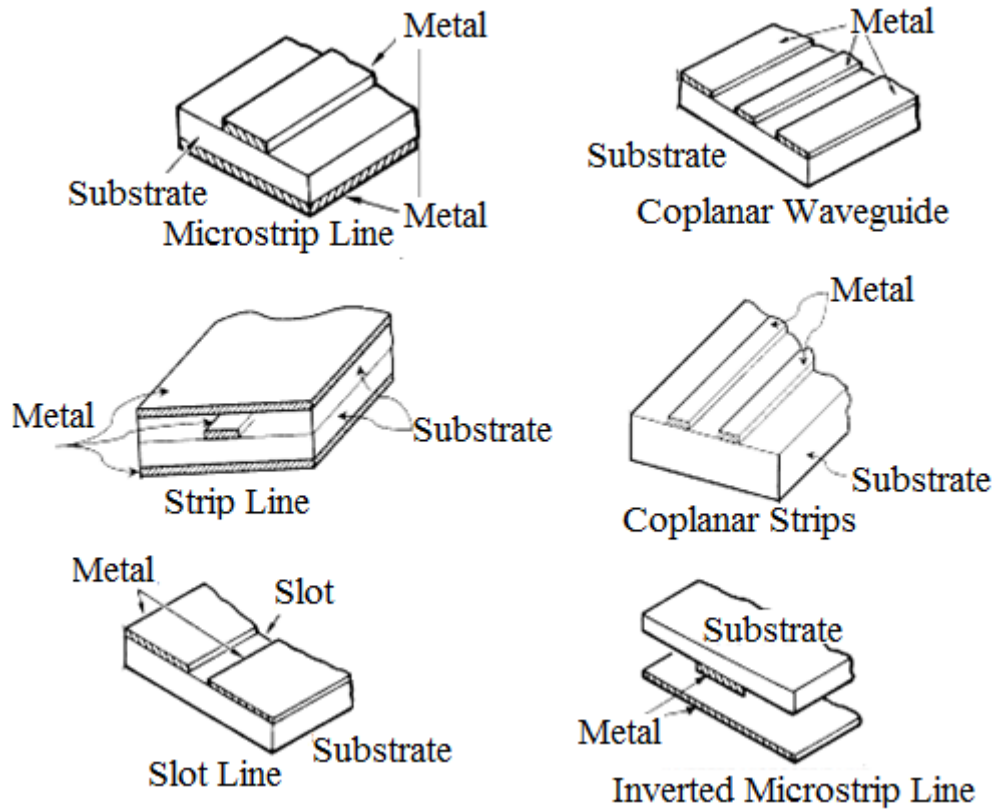 Metal
Substrate
Metal
Microstrip Line
Metal
Substrate
Coplanar Waveguide
Metal
Substrate
Strip Line
Metal
Substrate
Coplanar Strips
Metal
Slot
Substrate
Slot Line
Substrate
Metal
Inverted Microstrip Line